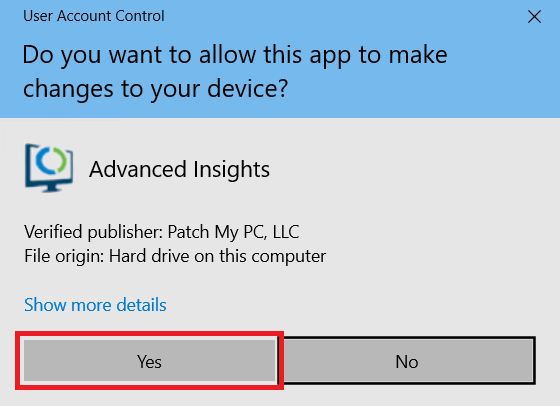 User Account Control
Do you want to allow this app to make
changes to your device?
Advanced Insights
Verified publisher: Patch My PC, LLC
File origin: Hard drive on this computer
Show more details
Yes
No